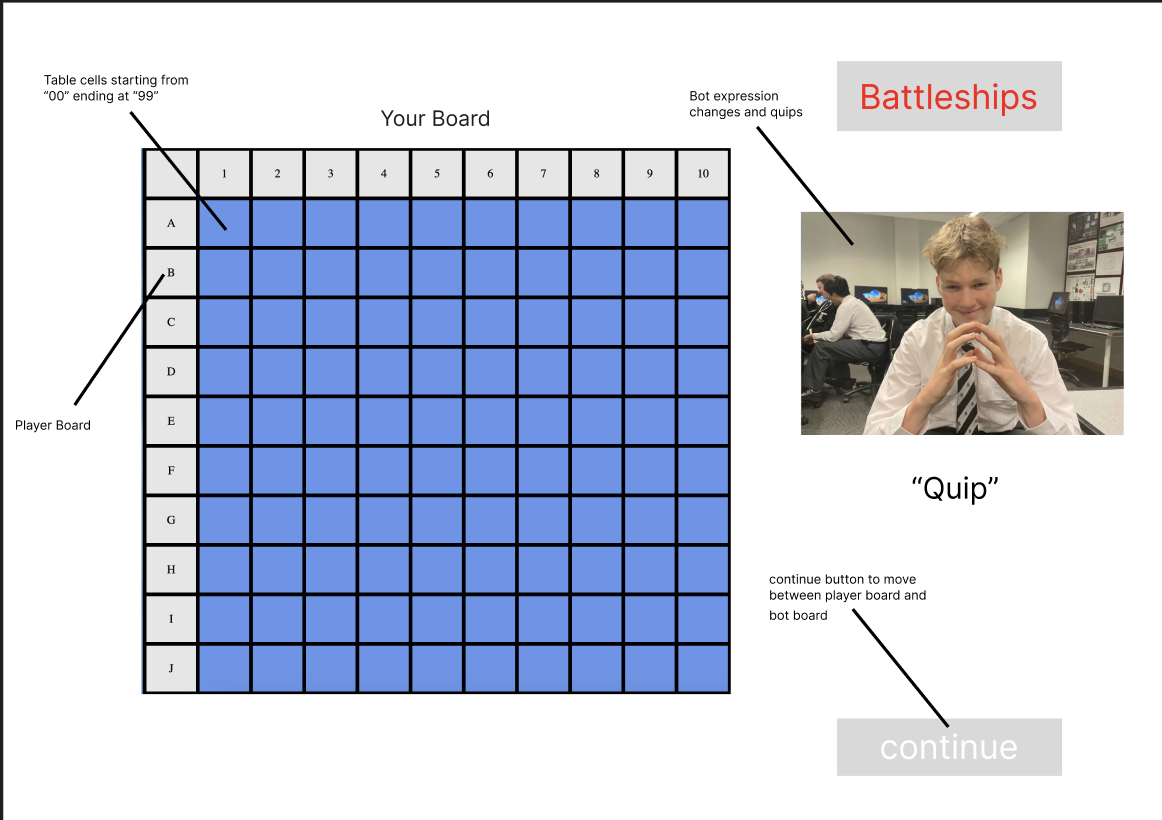 Table cells starting from
“00” ending at “99”
Your Board
Bot expression
changes and quips
Battleships
1 2 3 4 5 6 7 8 9 10
A
B
C
D
E
F
G
H
I
J
Player Board
“Quip”
continue button to move
between player board and
bot board
continue